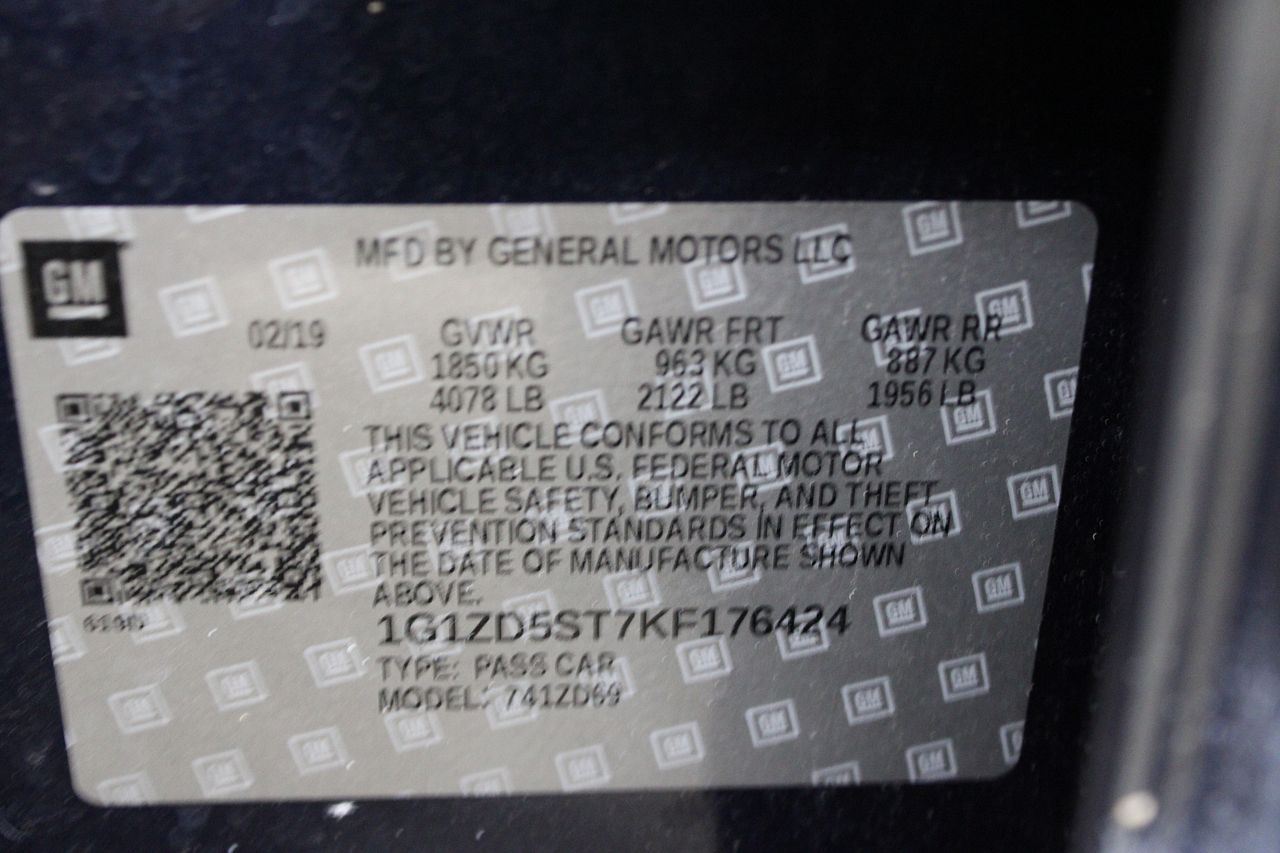 GM
MFD BY GENERAL MOTORS LLC
02/19 GVWR GAWR FRT GAWR RR
1850 KG 963 KG 887 KG
4078 LB 2122 LB 1956 LB
THIS VEHICLE CONFORMS TO ALL
APPLICABLE U.S. FEDERAL MOTOR
VEHICLE SAFETY, BUMPER, AND THEFT
PREVENTION STANDARDS IN EFFECT ON
THE DATE OF MANUFACTURE SHOWN
ABOVE.
1G1ZD5ST7KF176424
TYPE: PASS CAR
MODEL: 741ZD69